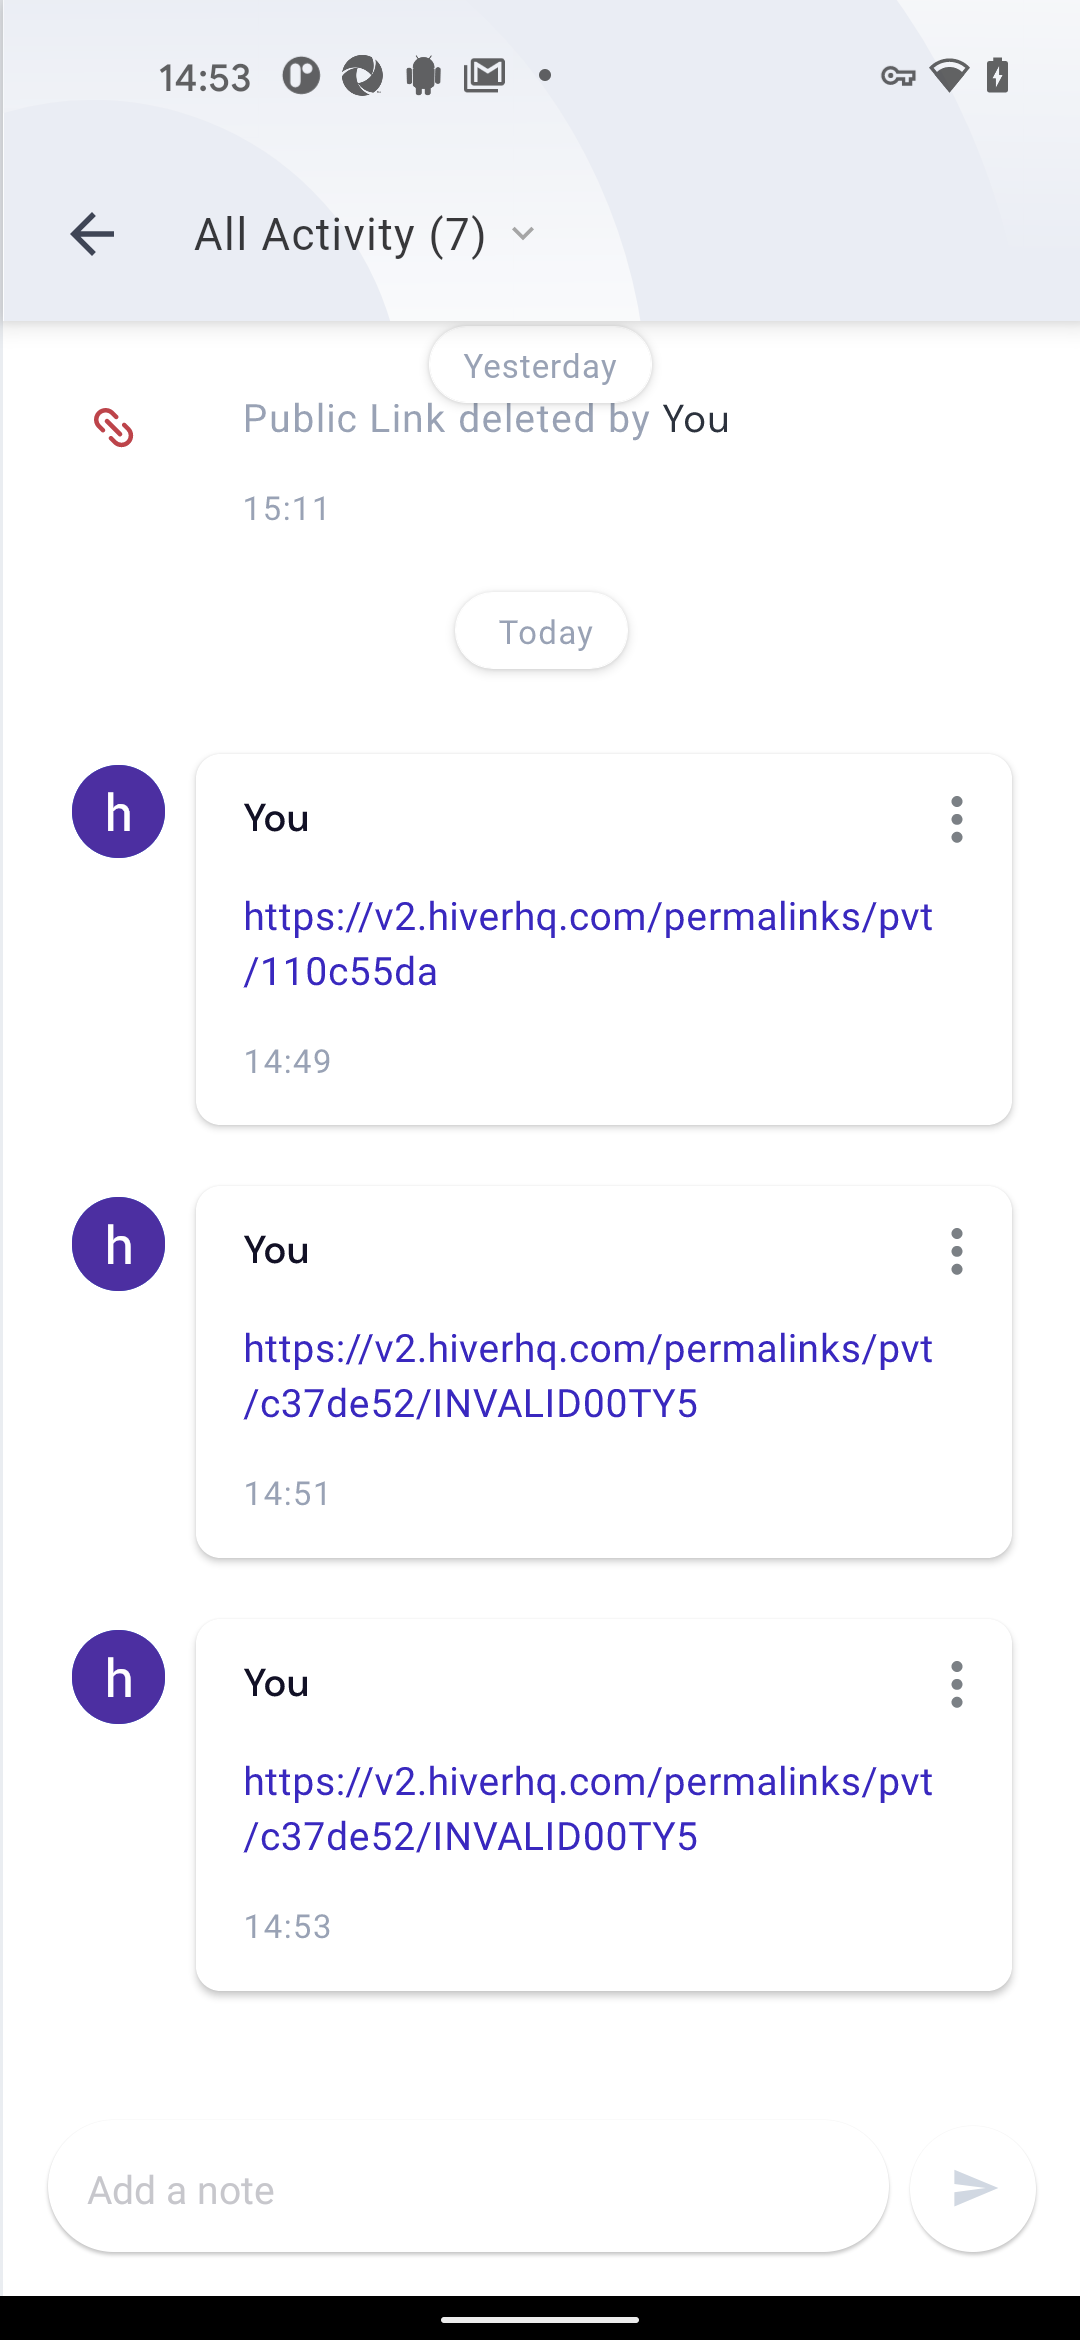 14:53
All Activity (7)
Yesterday
Public Link deleted by You
15:11
Today
h
You
https://v2.hiverhq.com/permalinks/pvt
/110c55da
14:49
h
You
https://v2.hiverhq.com/permalinks/pvt
/c37de52/INVALID00TY5
14:51
h
You
https://v2.hiverhq.com/permalinks/pvt
/c37de52/INVALID00TY5
14:53
Add a note